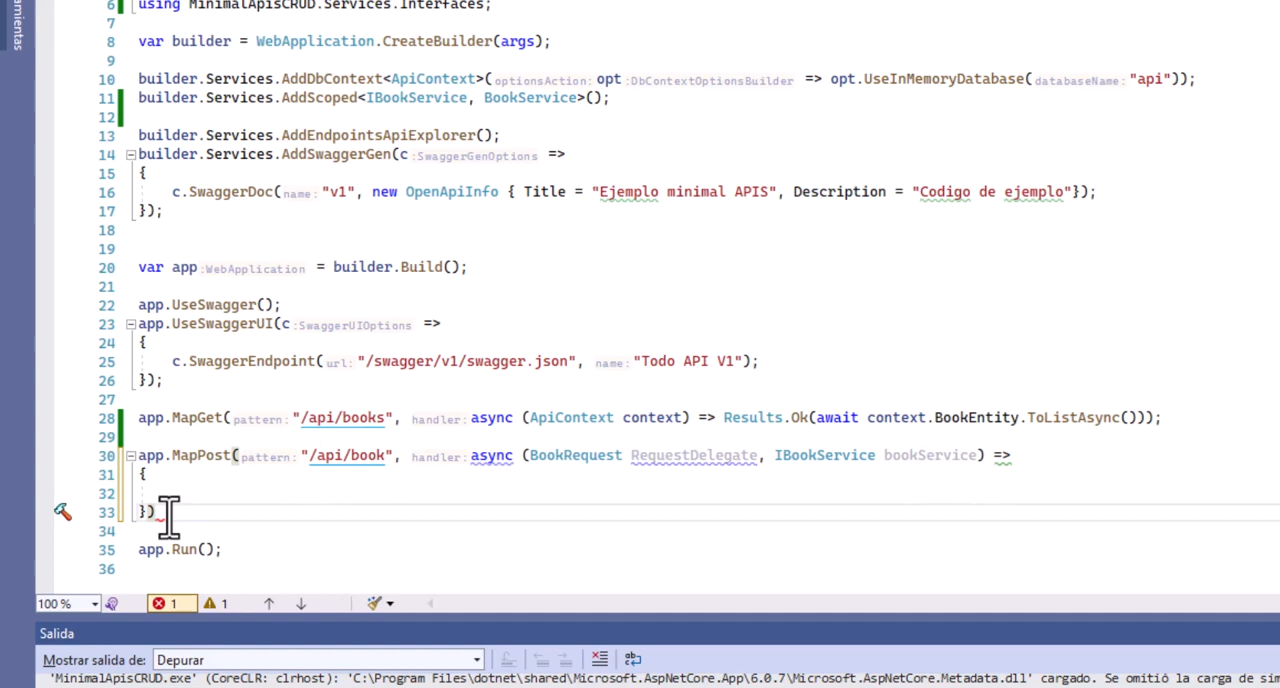 amientas
6 using MinimalApisCRUD.Services.Interfaces;
7
8 var builder = WebApplication.CreateBuilder(args);
9
10 builder.Services.AddDbContext<ApiContext>(optionsAction: opt :DbContextOptionsBuilder => opt.UseInMemoryDatabase(databaseName: "api"));
11 builder.Services.AddScoped<IBookService, BookService>();
12
13 builder.Services.AddEndpointsApiExplorer();
14 builder.Services.AddSwaggerGen(c :SwaggerGenOptions =>
15 {
16 c.SwaggerDoc(name: "v1", new OpenApiInfo { Title = "Ejemplo minimal APIS", Description = "Codigo de ejemplo"});
17 });
18
19
20 var app :WebApplication = builder.Build();
21
22 app.UseSwagger();
23 app.UseSwaggerUI(c :SwaggerUIOptions =>
24 {
25 c.SwaggerEndpoint(url: "/swagger/v1/swagger.json", name: "Todo API V1");
26 });
27
28 app.MapGet(pattern: "/api/books", handler: async (ApiContext context) => Results.Ok(await context.BookEntity.ToListAsync()));
29
30 app.MapPost(pattern: "/api/book", handler: async (BookRequest RequestDelegate, IBookService bookService) =>
31 {
32
33 })
34
35 app.Run();
36
100 % 1 1
Salida
Mostrar salida de: Depurar
'MinimalApisCRUD.exe' (CoreCLR: clrhost): 'C:\Program Files\dotnet\shared\Microsoft.AspNetCore.App\6.0.7\Microsoft.AspNetCore.Metadata.dll' cargado. Se omitió la carga de sím